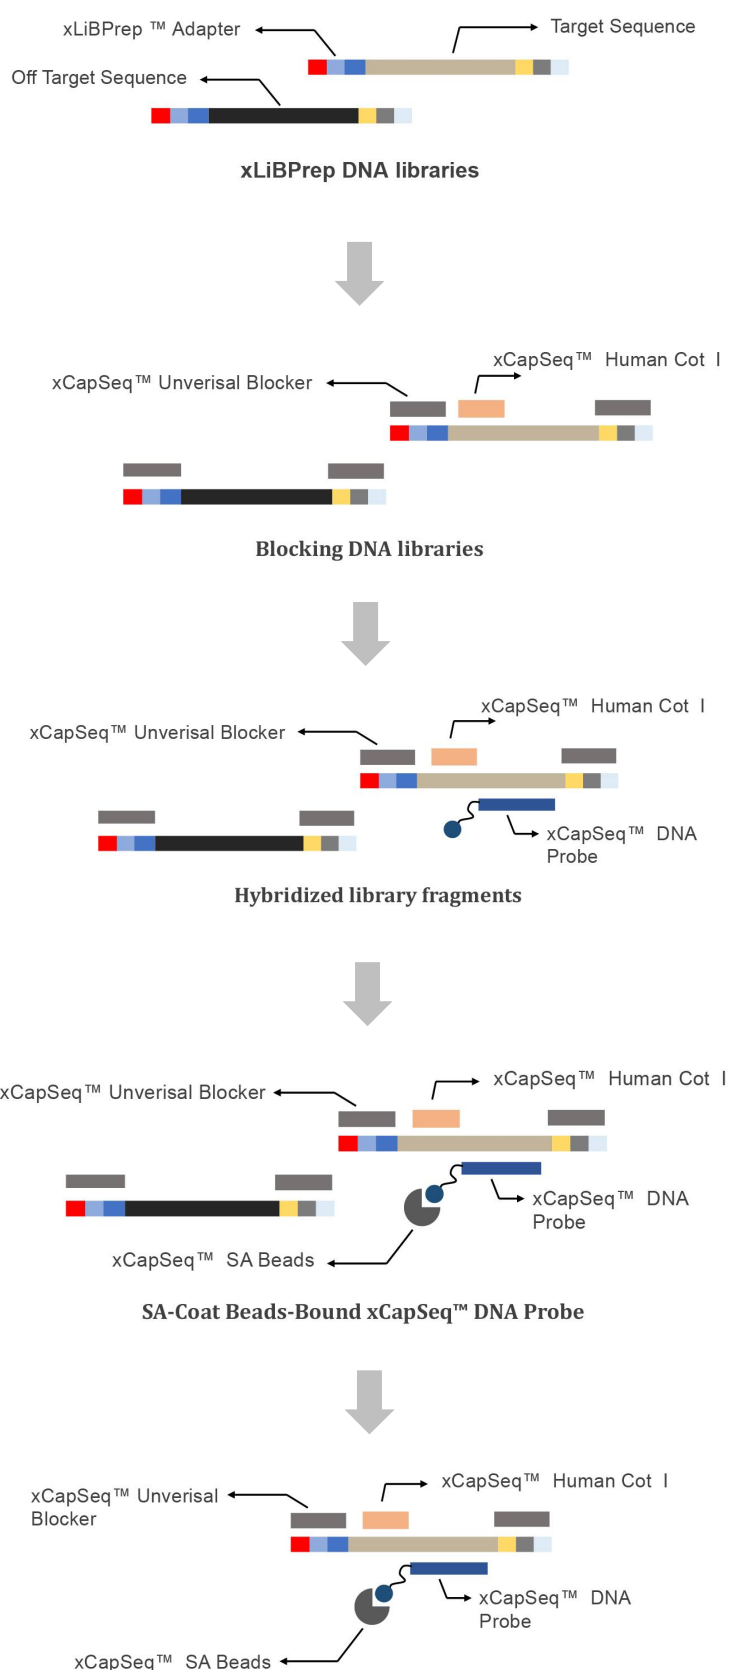 xLiBPrep ™ Adapter
Target Sequence
Off Target Sequence
xLiBPrep DNA libraries
xCapSeq™ Human Cot I
xCapSeq™ Unverisal Blocker
Blocking DNA libraries
xCapSeq™ Human Cot I
xCapSeq™ Unverisal Blocker
xCapSeq™ DNA
Probe
Hybridized library fragments
xCapSeq™ Human Cot I
xCapSeq™ Unverisal Blocker
xCapSeq™ DNA
Probe
xCapSeq™ SA Beads
SA-Coat Beads-Bound xCapSeq™ DNA Probe
xCapSeq™ Human Cot I
xCapSeq™ Unverisal
Blocker
xCapSeq™ DNA
Probe
xCapSeq™ SA Beads